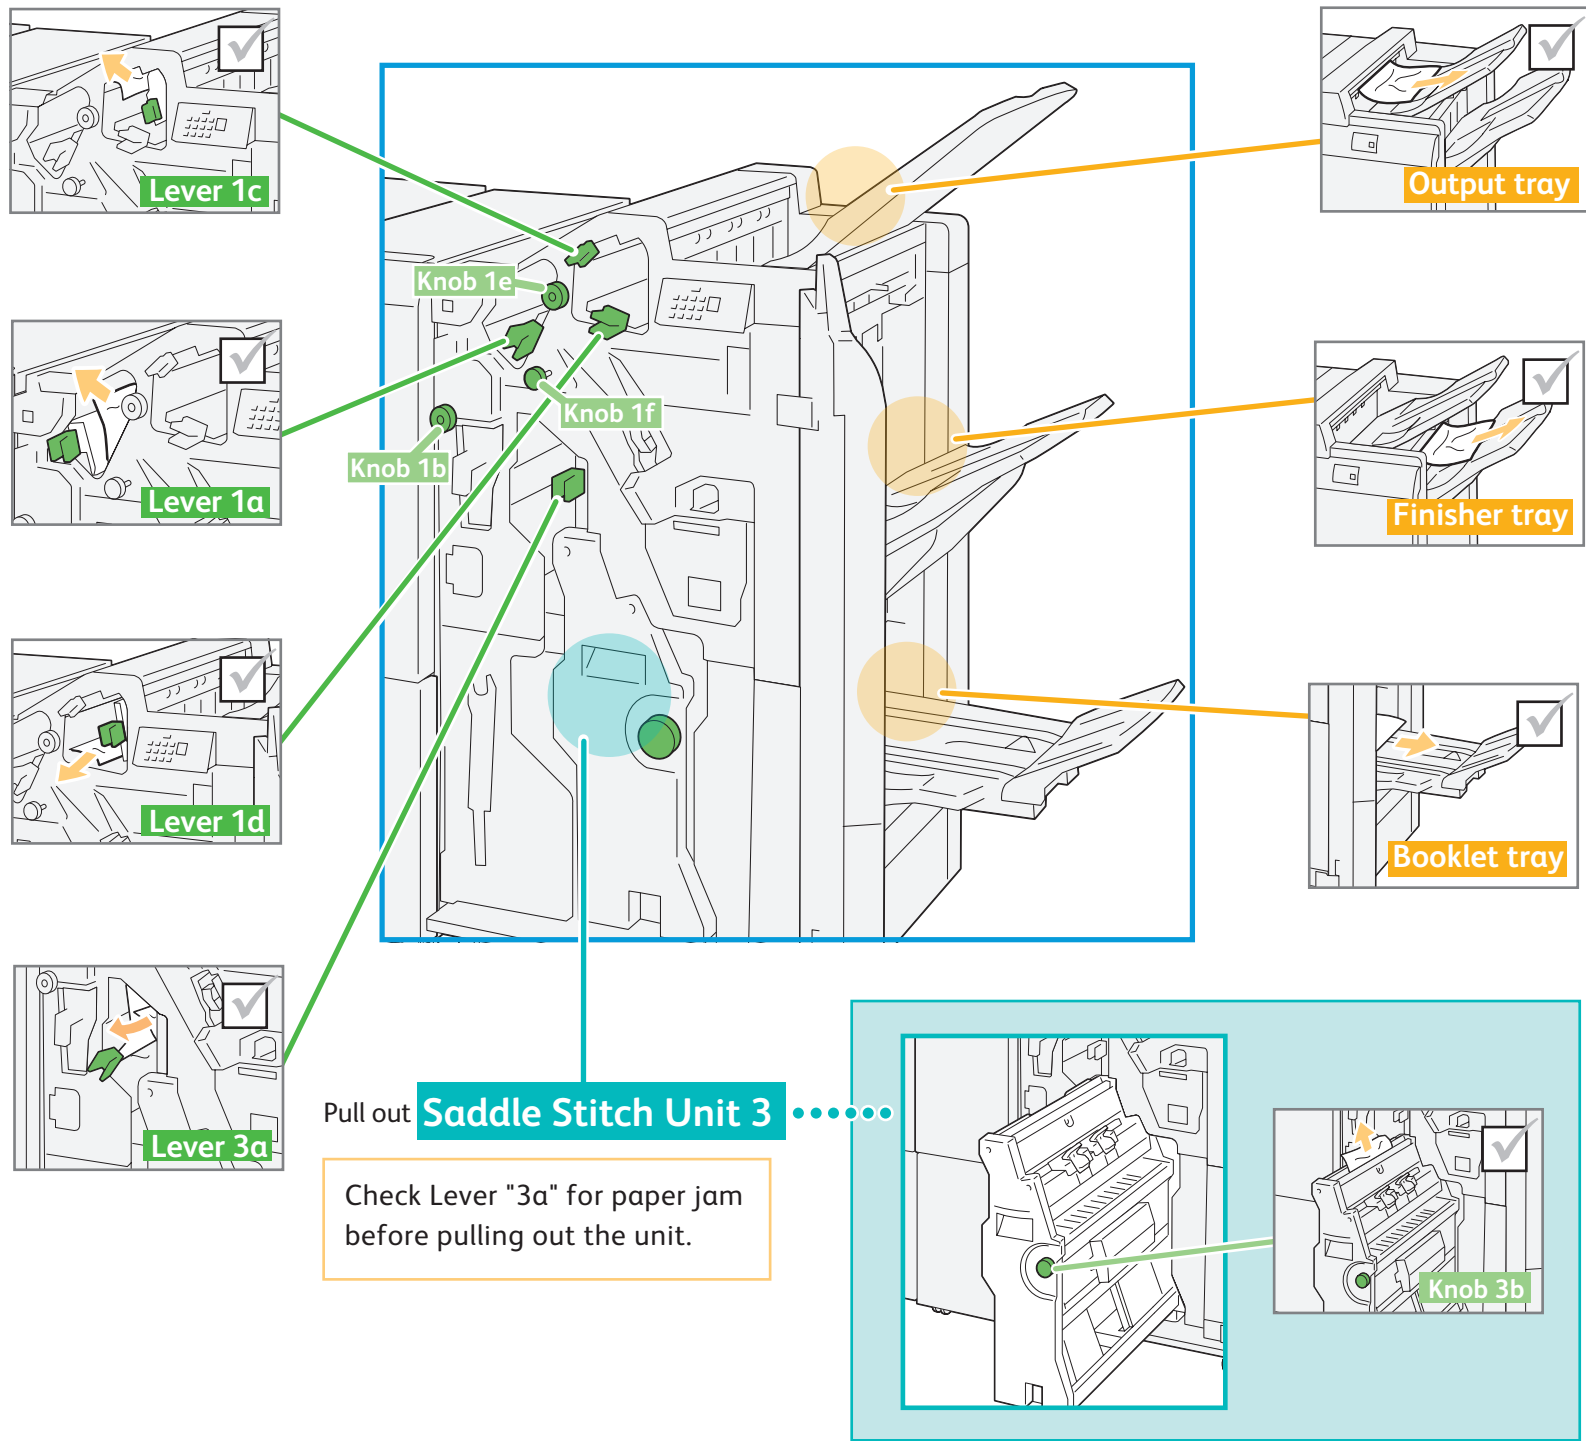 Lever 1c
Output tray
Knob 1e
Lever 1a
Knob 1f
Knob 1b
Finisher tray
Lever 1d
Booklet tray
Lever 3a
Pull out Saddle Stitch Unit 3
Check Lever "3a" for paper jam
before pulling out the unit.
Knob 3b